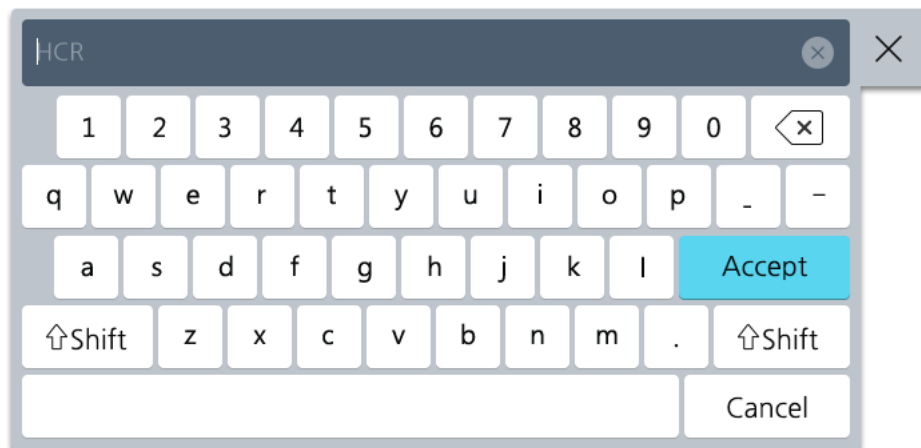 HCR
1 2 3 4 5 6 7 8 9 0
q w e r t y u i o p _ –
a s d f g h j k l Accept
Shift z x c v b n m . Shift
Cancel